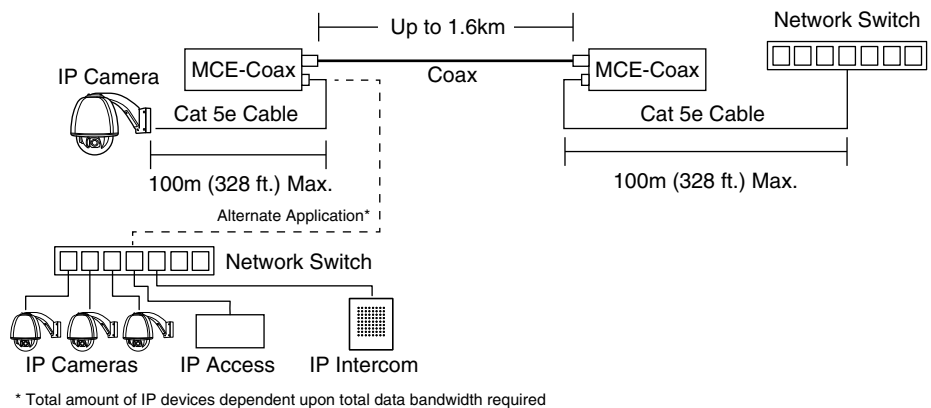 Up to 1.6km
Network Switch
IP Camera
MCE-Coax
Coax
MCE-Coax
Cat 5e Cable
Cat 5e Cable
100m (328 ft.) Max.
100m (328 ft.) Max.
Alternate Application*
Network Switch
IP Cameras
IP Access
IP Intercom
* Total amount of IP devices dependent upon total data bandwidth required